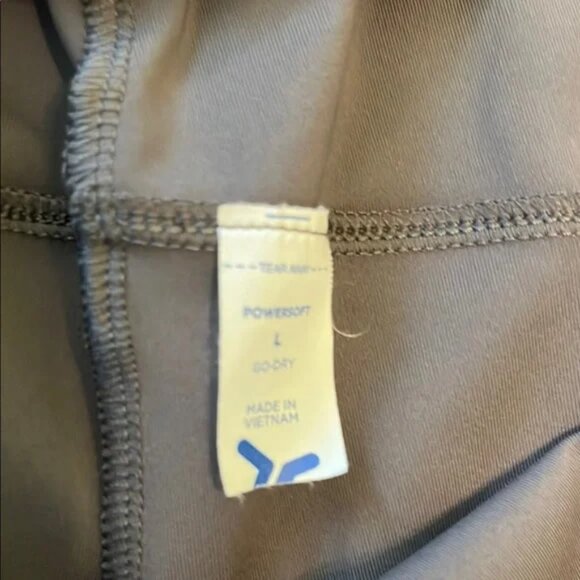 TEAR AWAY
POWERSOFT
L
GO-DRY
MADE IN
VIETNAM